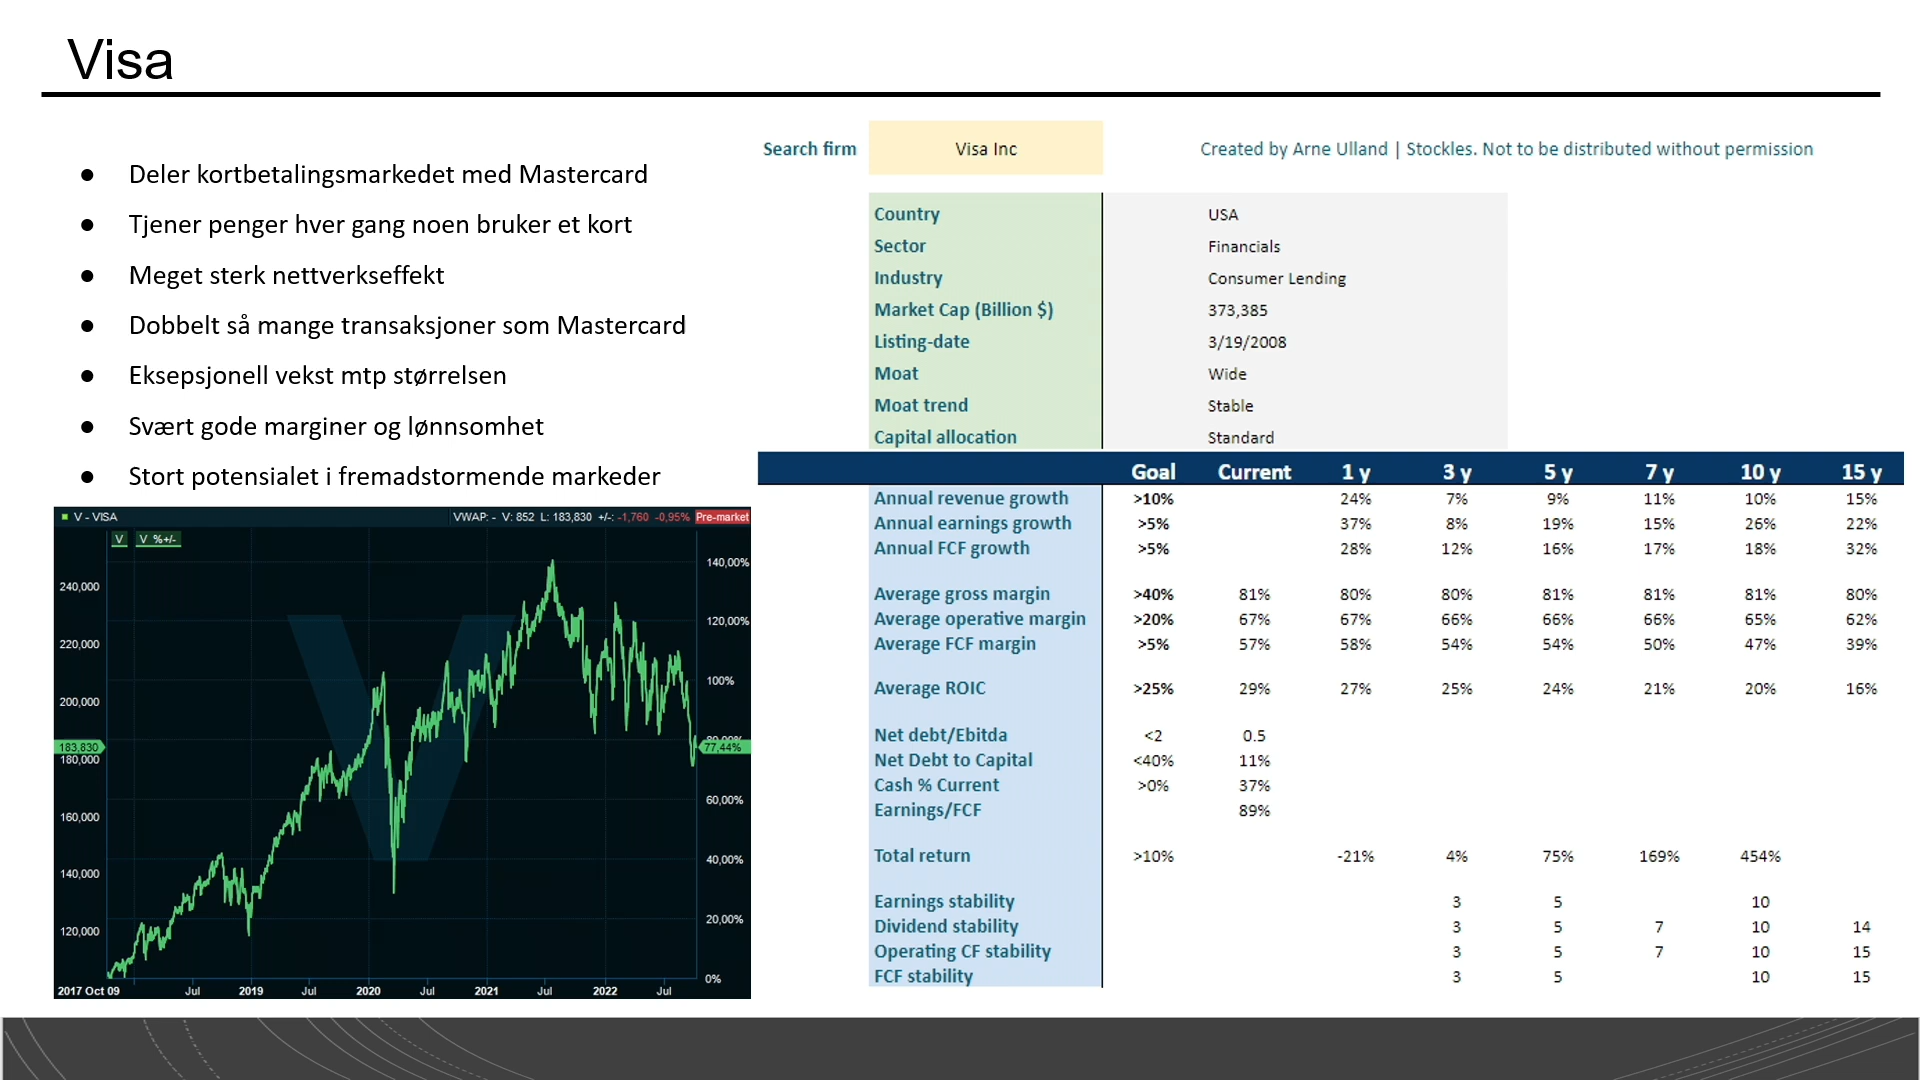 Visa
Deler kortbetalingsmarkedet med Mastercard
Tjener penger hver gang noen bruker et kort
Meget sterk nettverkseffekt
Dobbelt så mange transaksjoner som Mastercard
Eksepsjonell vekst mtp størrelsen
Svært gode marginer og lønnsomhet
Stort potensialet i fremadstormende markeder
V - VISA VWAP: - V: 852 L: 183,830 +/-: -1,760 -0,95% Pre-market
V V %+/-
240,000
220,000
200,000
183,830
180,000
160,000
140,000
120,000
140,00%
120,00%
100%
77,44%
60,00%
40,00%
20,00%
0%
2017 Oct 09 Jul 2019 Jul 2020 Jul 2021 Jul 2022 Jul
Search firm Visa Inc Created by Arne Ulland | Stockles. Not to be distributed without permission
Country USA
Sector Financials
Industry Consumer Lending
Market Cap (Billion $) 373,385
Listing-date 3/19/2008
Moat Wide
Moat trend Stable
Capital allocation Standard
Goal Current 1 y 3 y 5 y 7 y 10 y 15 y
Annual revenue growth >10% 24% 7% 9% 11% 10% 15%
Annual earnings growth >5% 37% 8% 19% 15% 26% 22%
Annual FCF growth >5% 28% 12% 16% 17% 18% 32%
Average gross margin >40% 81% 80% 80% 81% 81% 81% 80%
Average operative margin >20% 67% 67% 66% 66% 66% 65% 62%
Average FCF margin >5% 57% 58% 54% 54% 50% 47% 39%
Average ROIC >25% 29% 27% 25% 24% 21% 20% 16%
Net debt/Ebitda <2 0.5
Net Debt to Capital <40% 11%
Cash % Current >0% 37%
Earnings/FCF 89%
Total return >10% -21% 4% 75% 169% 454%
Earnings stability 3 5 10
Dividend stability 3 5 7 10 14
Operating CF stability 3 5 7 10 15
FCF stability 3 5 10 15